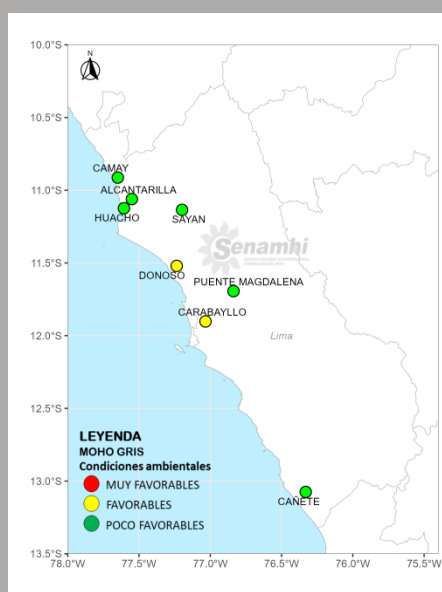 N
10.0°S
10.5°S
11.0°S
11.5°S
12.0°S
12.5°S
13.0°S
13.5°S
CAMAY
ALCANTARILLA
HUACHO
SAYAN
Senamhi
DONOSO
PUENTE MAGDALENA
CARABAYLLO
Lima
CAÑETE
LEYENDA
MOHO GRIS
Condiciones ambientales
MUY FAVORABLES
FAVORABLES
POCO FAVORABLES
78.0°W 77.5°W 77.0°W 76.5°W 76.0°W 75.5°W